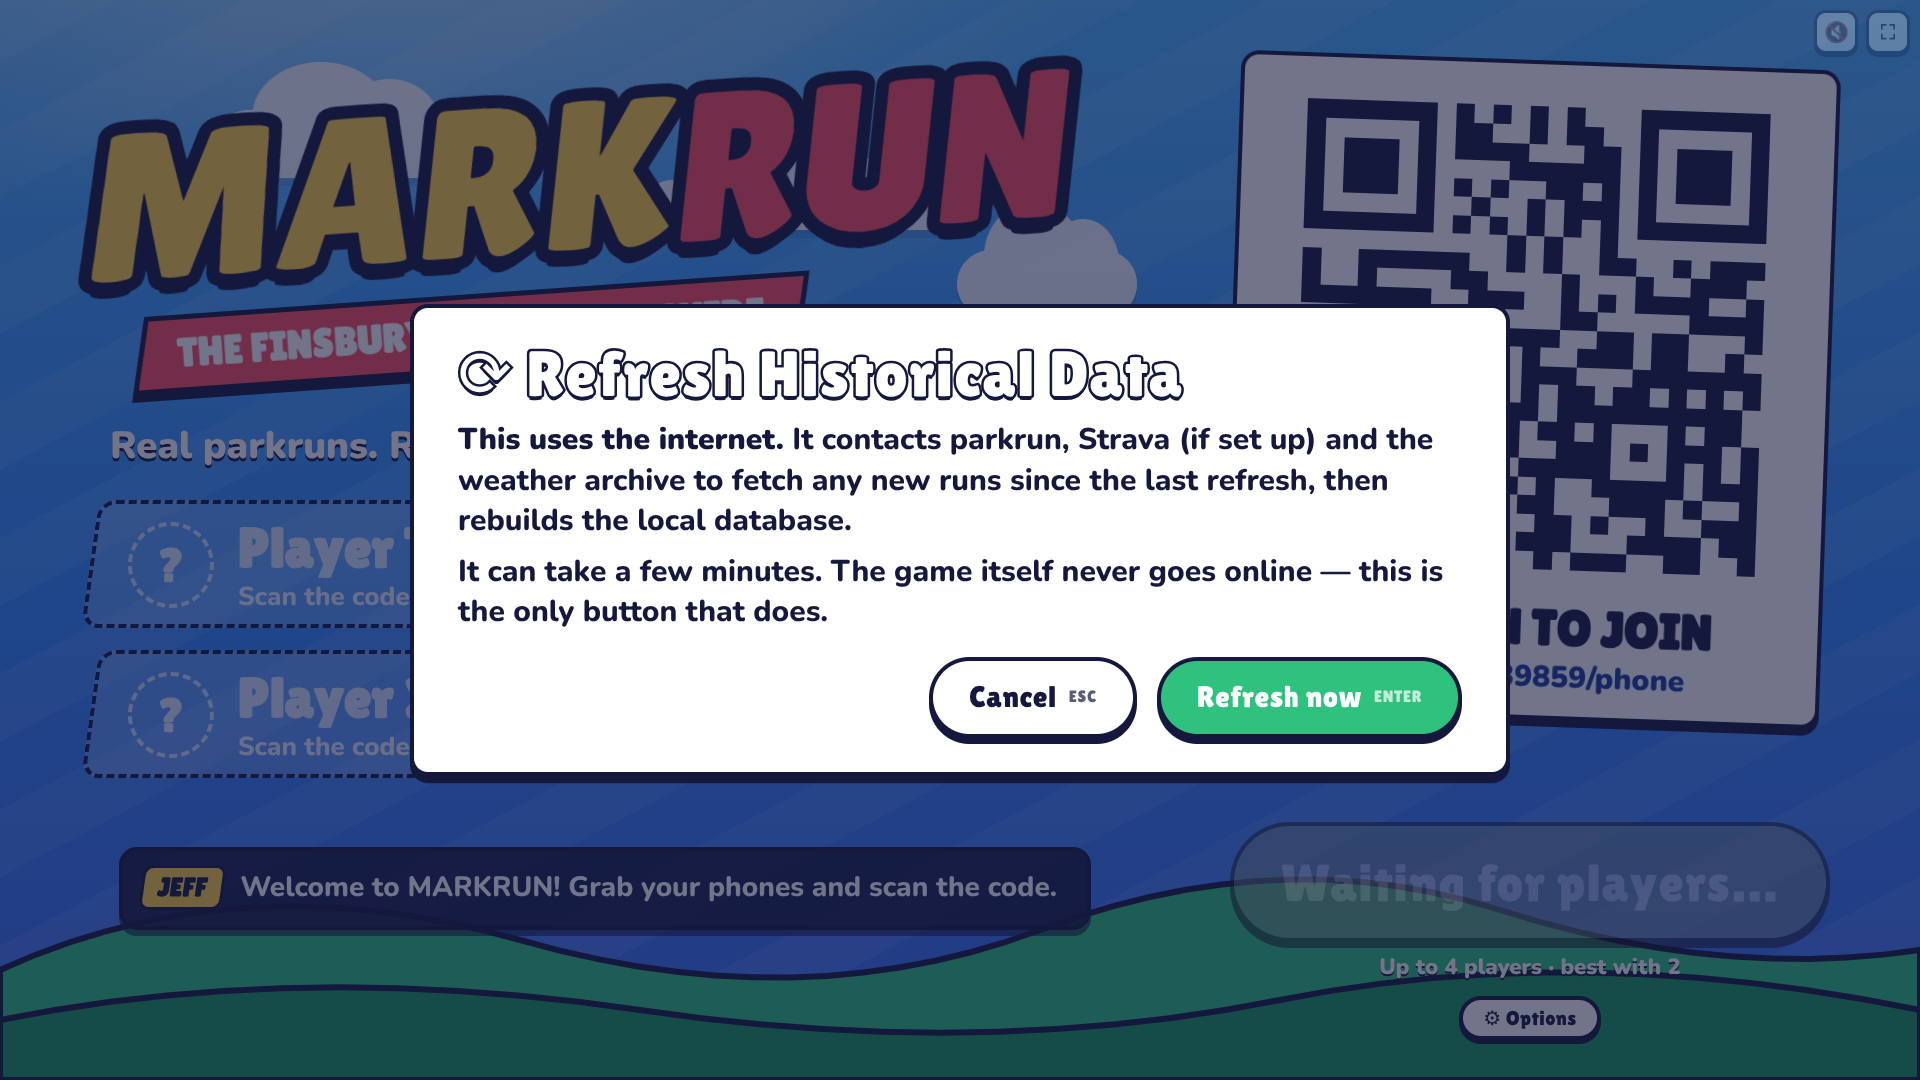 MARKRUN
THE FINSBURY
Real parkruns. R
Player
Scan the code
Player
Scan the code
⟳ Refresh Historical Data
This uses the internet. It contacts parkrun, Strava (if set up) and the
weather archive to fetch any new runs since the last refresh, then
rebuilds the local database.
It can take a few minutes. The game itself never goes online — this is
the only button that does.
Cancel ESC
Refresh now ENTER
TO JOIN
9859/phone
JEFF Welcome to MARKRUN! Grab your phones and scan the code.
Waiting for players...
Up to 4 players · best with 2
⚙ Options